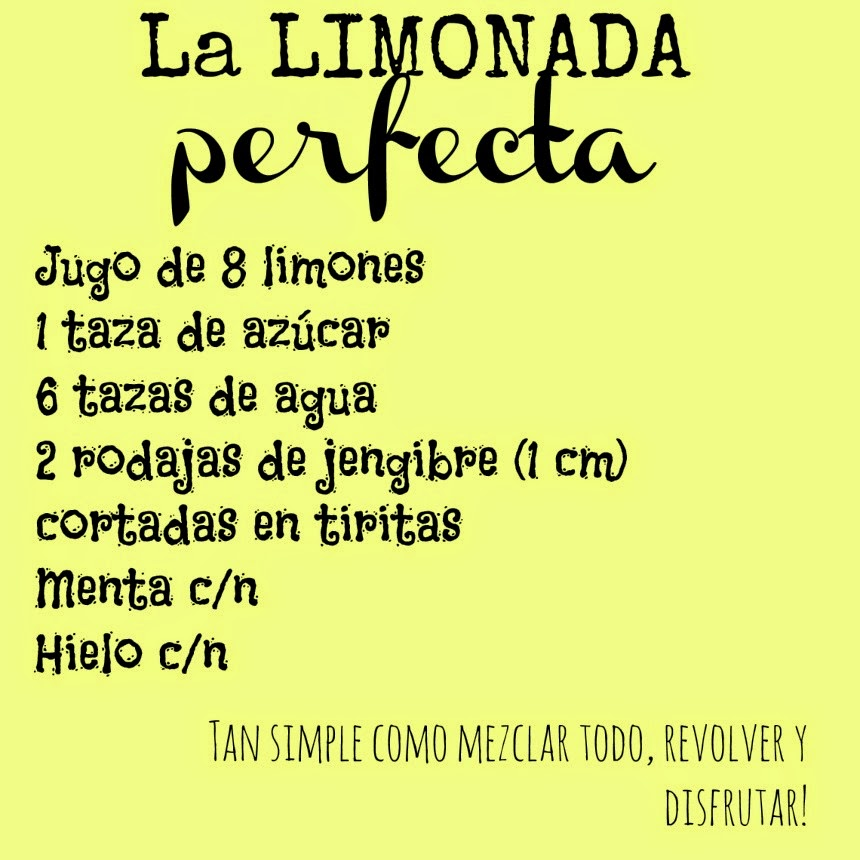 La LIMONADA
perfecta
Jugo de 8 limones
1 taza de azúcar
6 tazas de agua
2 rodajas de jengibre (1 cm)
cortadas en tiritas
Menta c/n
Hielo c/n
TAN SIMPLE COMO MEZCLAR TODO, REVOLVER Y
DISFRUTAR!